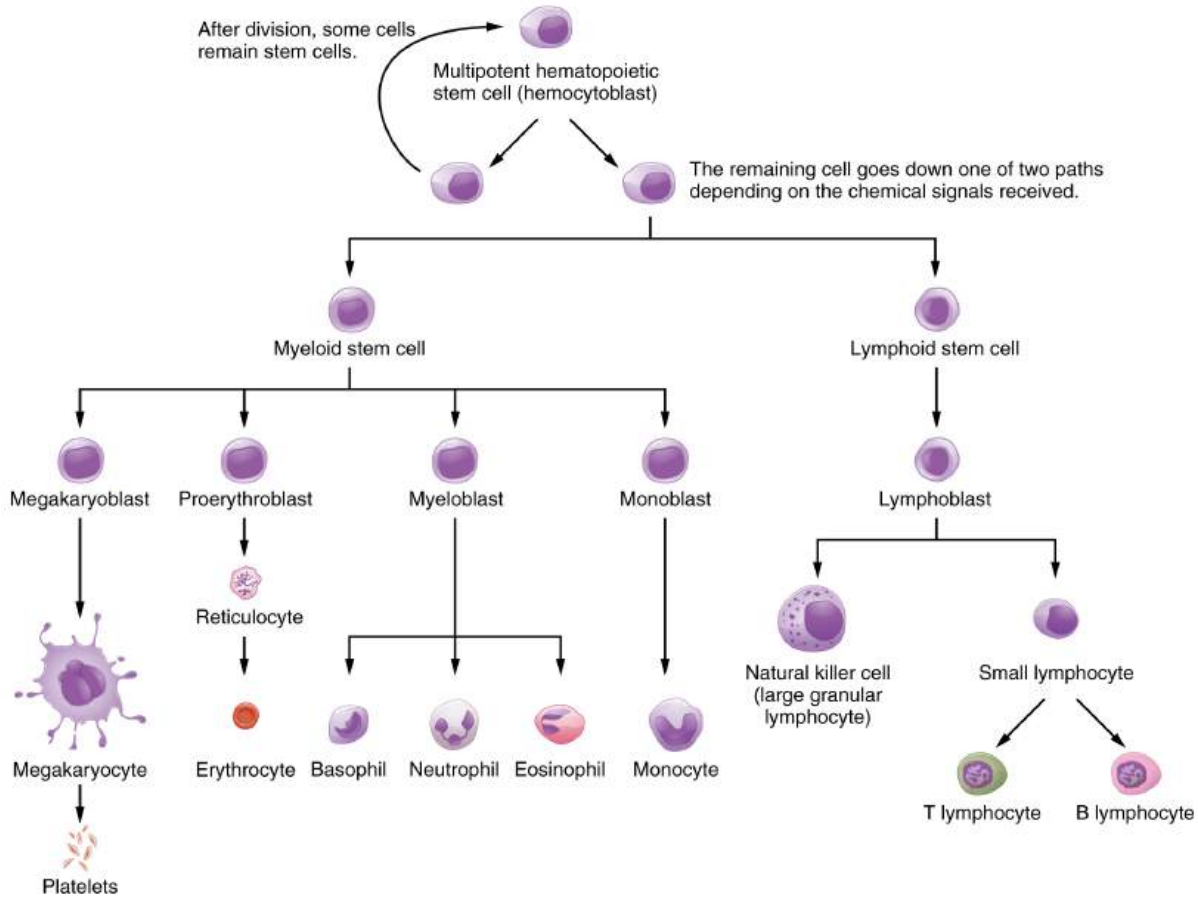 After division, some cells
remain stem cells.
Multipotent hematopoietic
stem cell (hemocytoblast)
The remaining cell goes down one of two paths
depending on the chemical signals received.
Myeloid stem cell
Lymphoid stem cell
Megakaryoblast
Proerythroblast
Myeloblast
Monoblast
Lymphoblast
Reticulocyte
Natural killer cell
(large granular
lymphocyte)
Small lymphocyte
Megakaryocyte
Erythrocyte
Basophil
Neutrophil
Eosinophil
Monocyte
T lymphocyte
B lymphocyte
Platelets